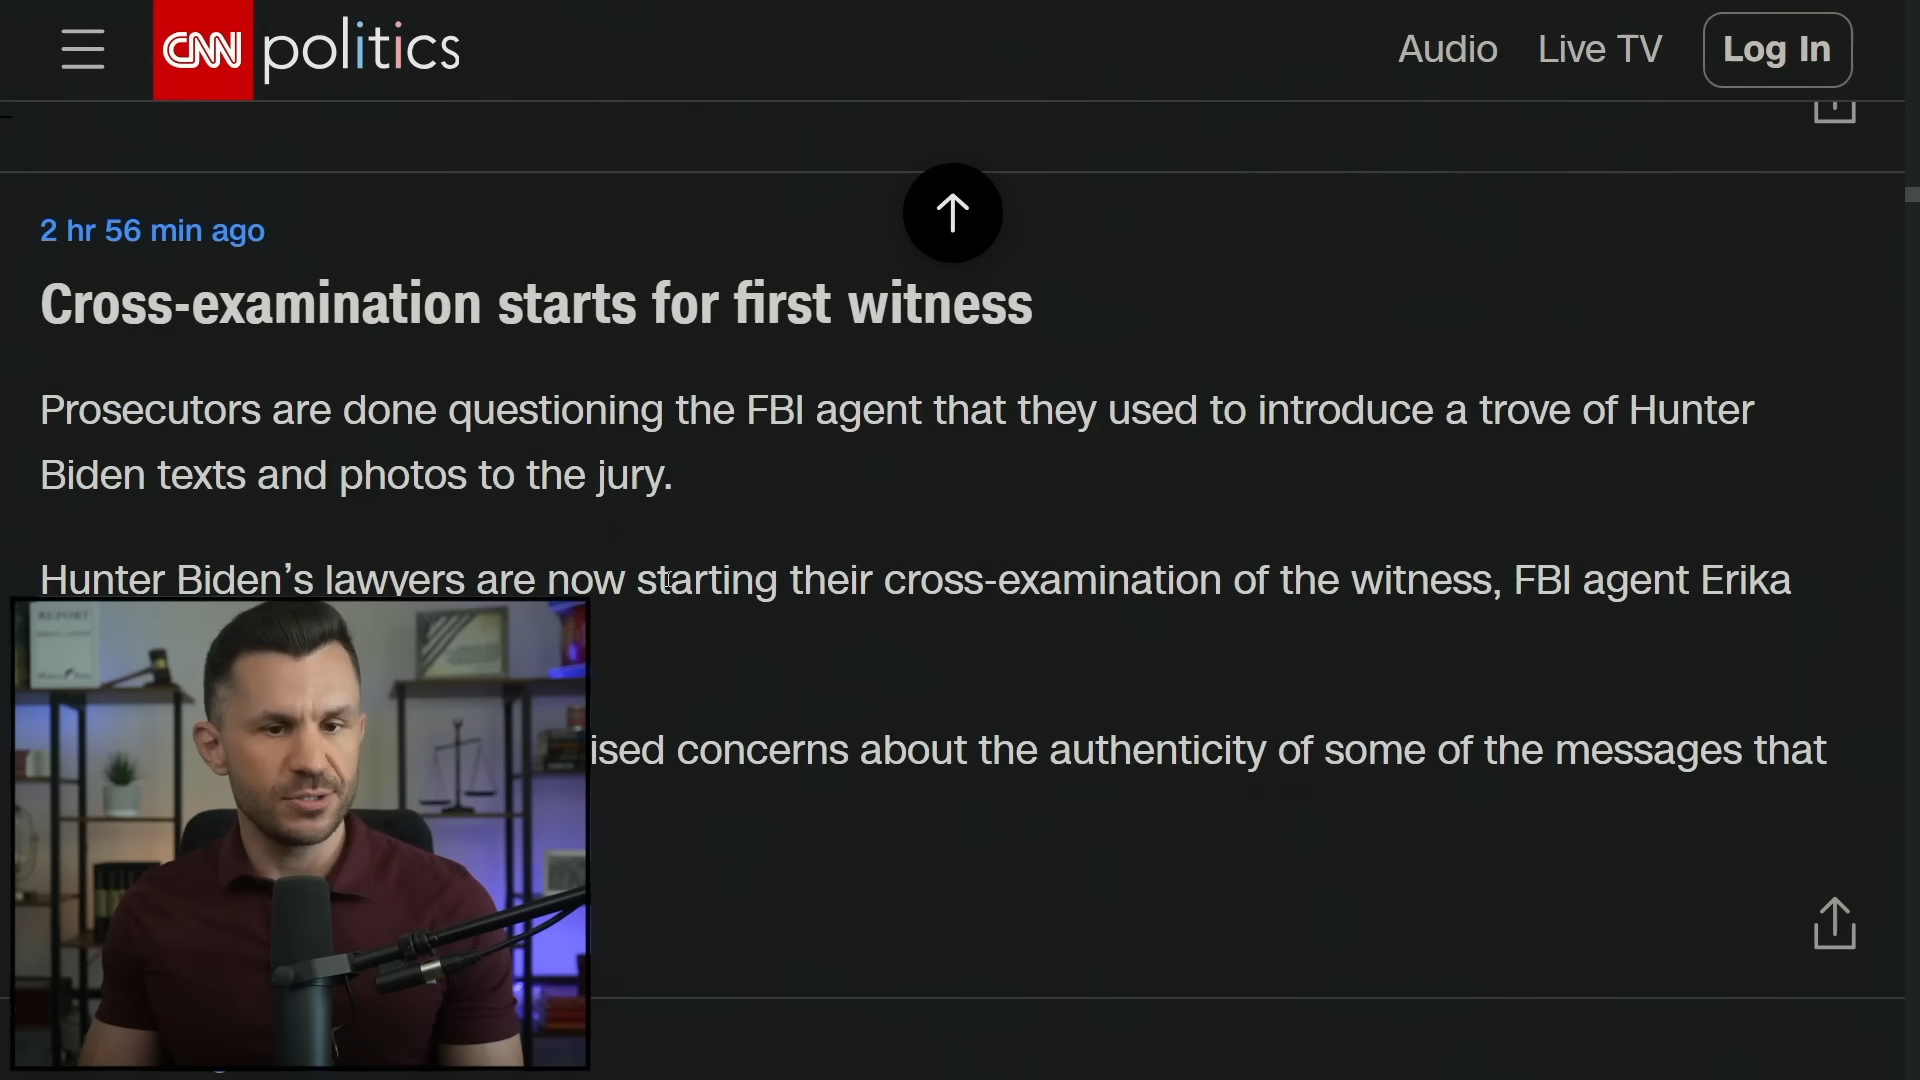 CNN politics
Audio Live TV Log In
2 hr 56 min ago
Cross-examination starts for first witness
Prosecutors are done questioning the FBI agent that they used to introduce a trove of Hunter
Biden texts and photos to the jury.
Hunter Biden’s lawyers are now starting their cross-examination of the witness, FBI agent Erika
REPORT
ised concerns about the authenticity of some of the messages that